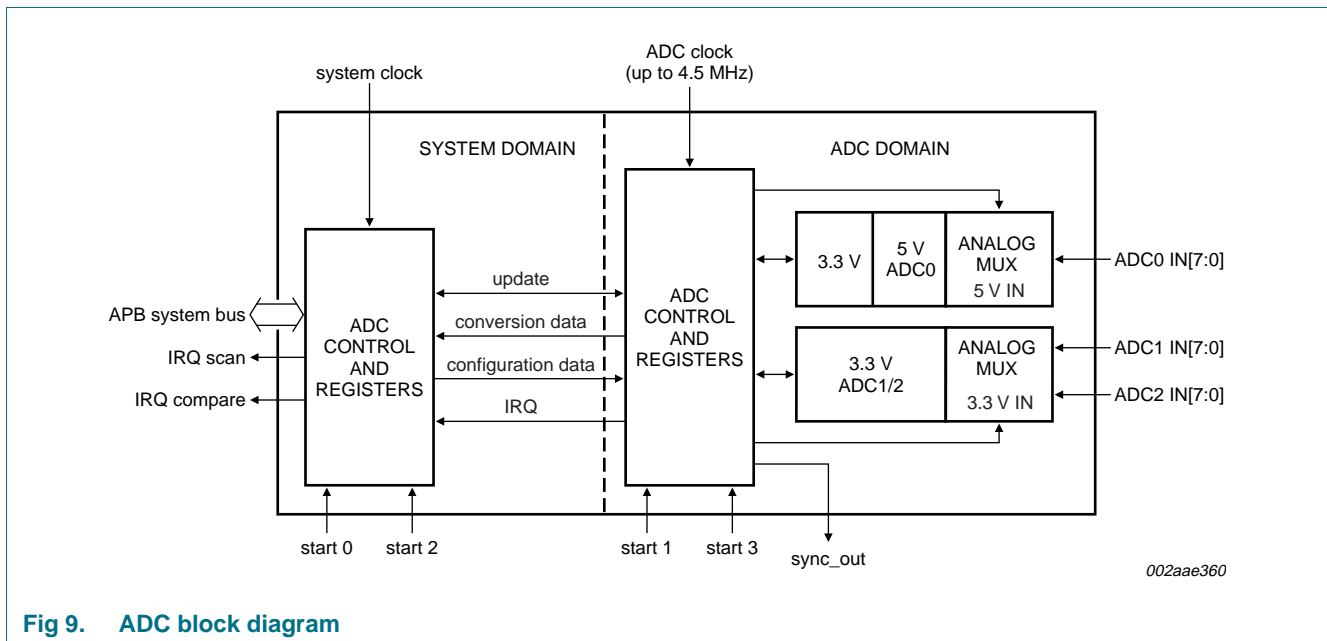 ADC clock
(up to 4.5 MHz)
system clock
SYSTEM DOMAIN
ADC DOMAIN
APB system bus
IRQ scan
IRQ compare
ADC
CONTROL
AND
REGISTERS
update
conversion data
configuration data
IRQ
ADC
CONTROL
AND
REGISTERS
3.3 V
5 V
ADC0
ANALOG
MUX
5 V IN
ADC0 IN[7:0]
3.3 V
ADC1/2
ANALOG
MUX
3.3 V IN
ADC1 IN[7:0]
ADC2 IN[7:0]
start 0
start 2
start 1
start 3
sync_out
002aae360
Fig 9. ADC block diagram